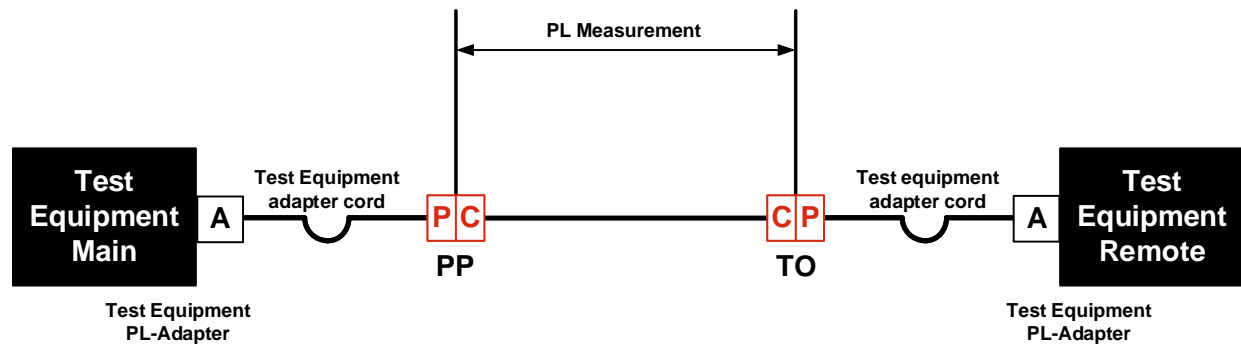 PL Measurement
Test
Equipment
Main
A
Test Equipment
adapter cord
P C
PP
C P
TO
Test equipment
adapter cord
A
Test
Equipment
Remote
Test Equipment
PL-Adapter
Test Equipment
PL-Adapter